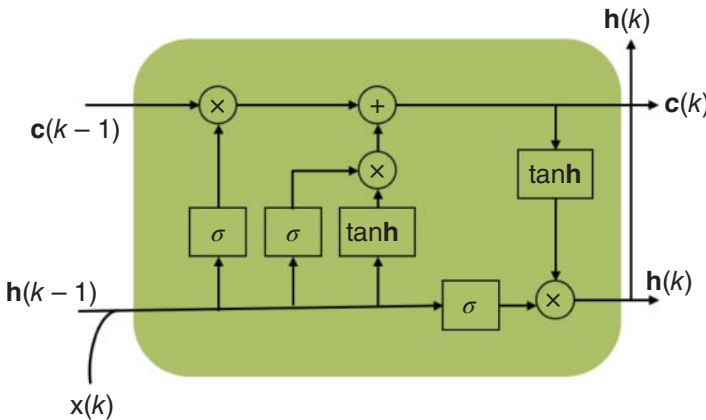 h(k)
×
+
c(k)
c(k − 1)
×
tanh
σ
σ
tanh
h(k − 1)
h(k)
σ
×
x(k)